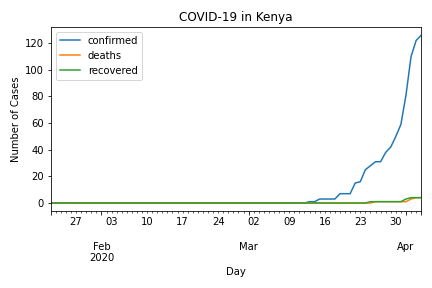 COVID-19 in Kenya
confirmed
deaths
recovered
120
100
80
60
40
20
0
Number of Cases
27 03 10 17 24 02 09 16 23 30
Feb Mar Apr
2020
Day